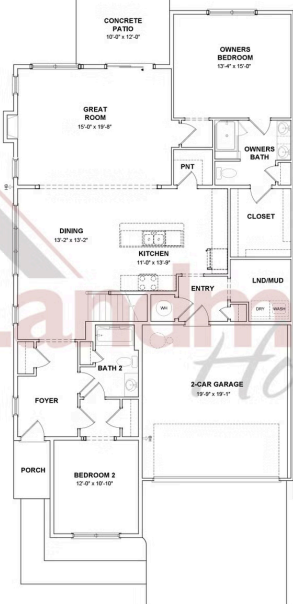 CONCRETE
PATIO
10'-0" x 12'-0"
OWNERS
BEDROOM
13'-4" x 15'-0"
GREAT
ROOM
15'-0" x 19'-8"
OWNERS
BATH
PNT
CLOSET
DINING
13'-2" x 13'-2"
KITCHEN
11'-0" x 13'-9"
ENTRY
LND/MUD
WH
DRY
WASH
Landm
Ho
BATH 2
2-CAR GARAGE
19'-9" x 19'-1"
FOYER
PORCH
BEDROOM 2
12'-0" x 10'-10"